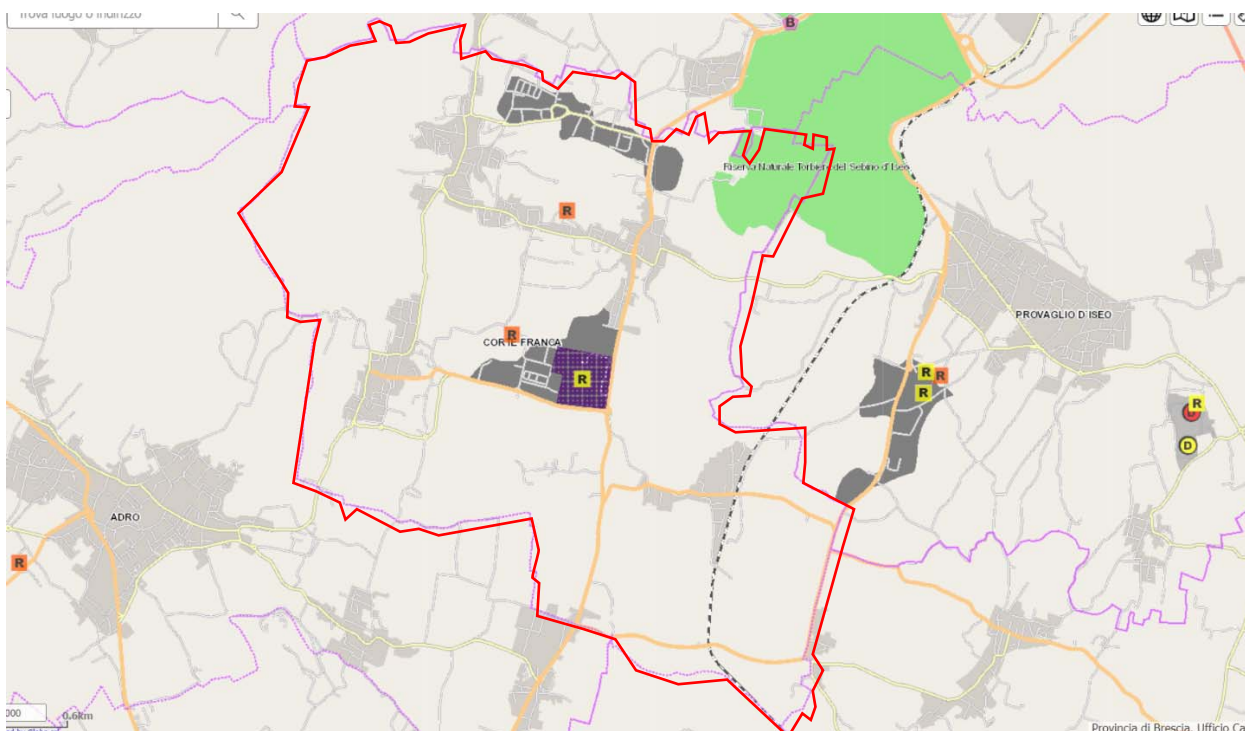 Trova luogo o indirizzo
B
Riserva Naturale Torbiere del Sebino d'Iseo
R
PROVAGLIO D'ISEO
R
CORTE FRANCA
R
R
R
R
R
D
ADRO
R
0.6km
Provincia di Brescia, Ufficio Ca